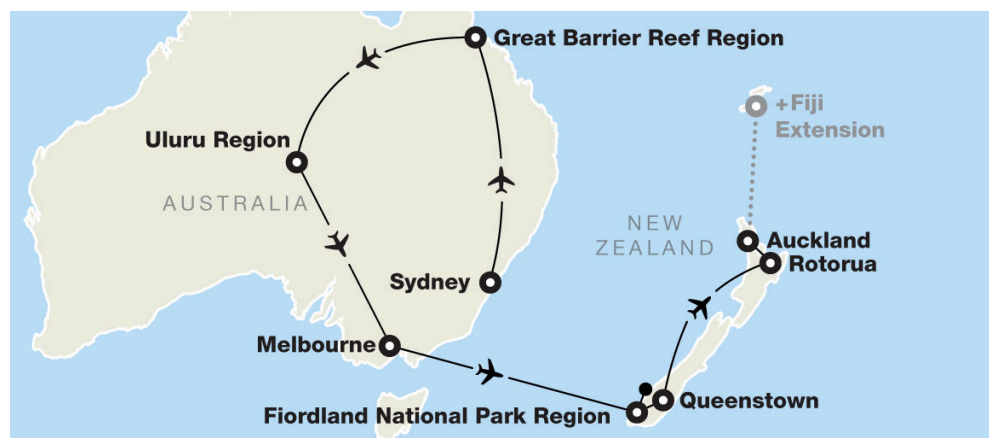 Great Barrier Reef Region
+Fiji
Extension
Uluru Region
AUSTRALIA
NEW
ZEALAND
Auckland
Rotorua
Sydney
Melbourne
Queenstown
Fiordland National Park Region